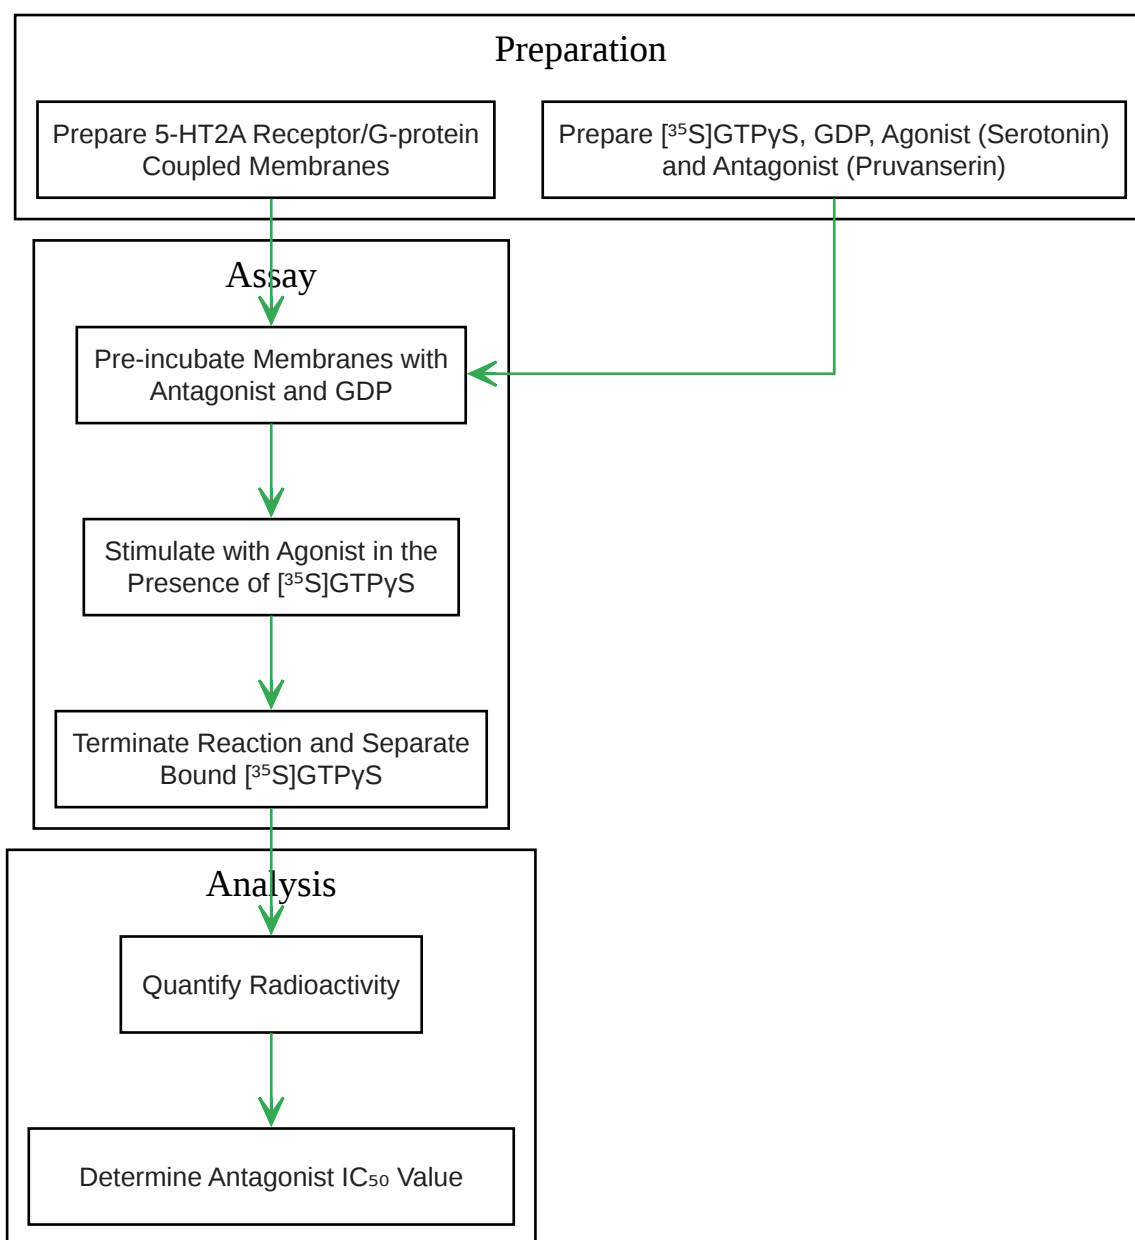 Preparation
Prepare 5-HT2A Receptor/G-protein
Coupled Membranes
Prepare [³⁵S]GTPγS, GDP, Agonist (Serotonin)
and Antagonist (Pruvanserin)
Assay
Pre-incubate Membranes with
Antagonist and GDP
Stimulate with Agonist in the
Presence of [³⁵S]GTPγS
Terminate Reaction and Separate
Bound [³⁵S]GTPγS
Analysis
Quantify Radioactivity
Determine Antagonist IC₅₀ Value